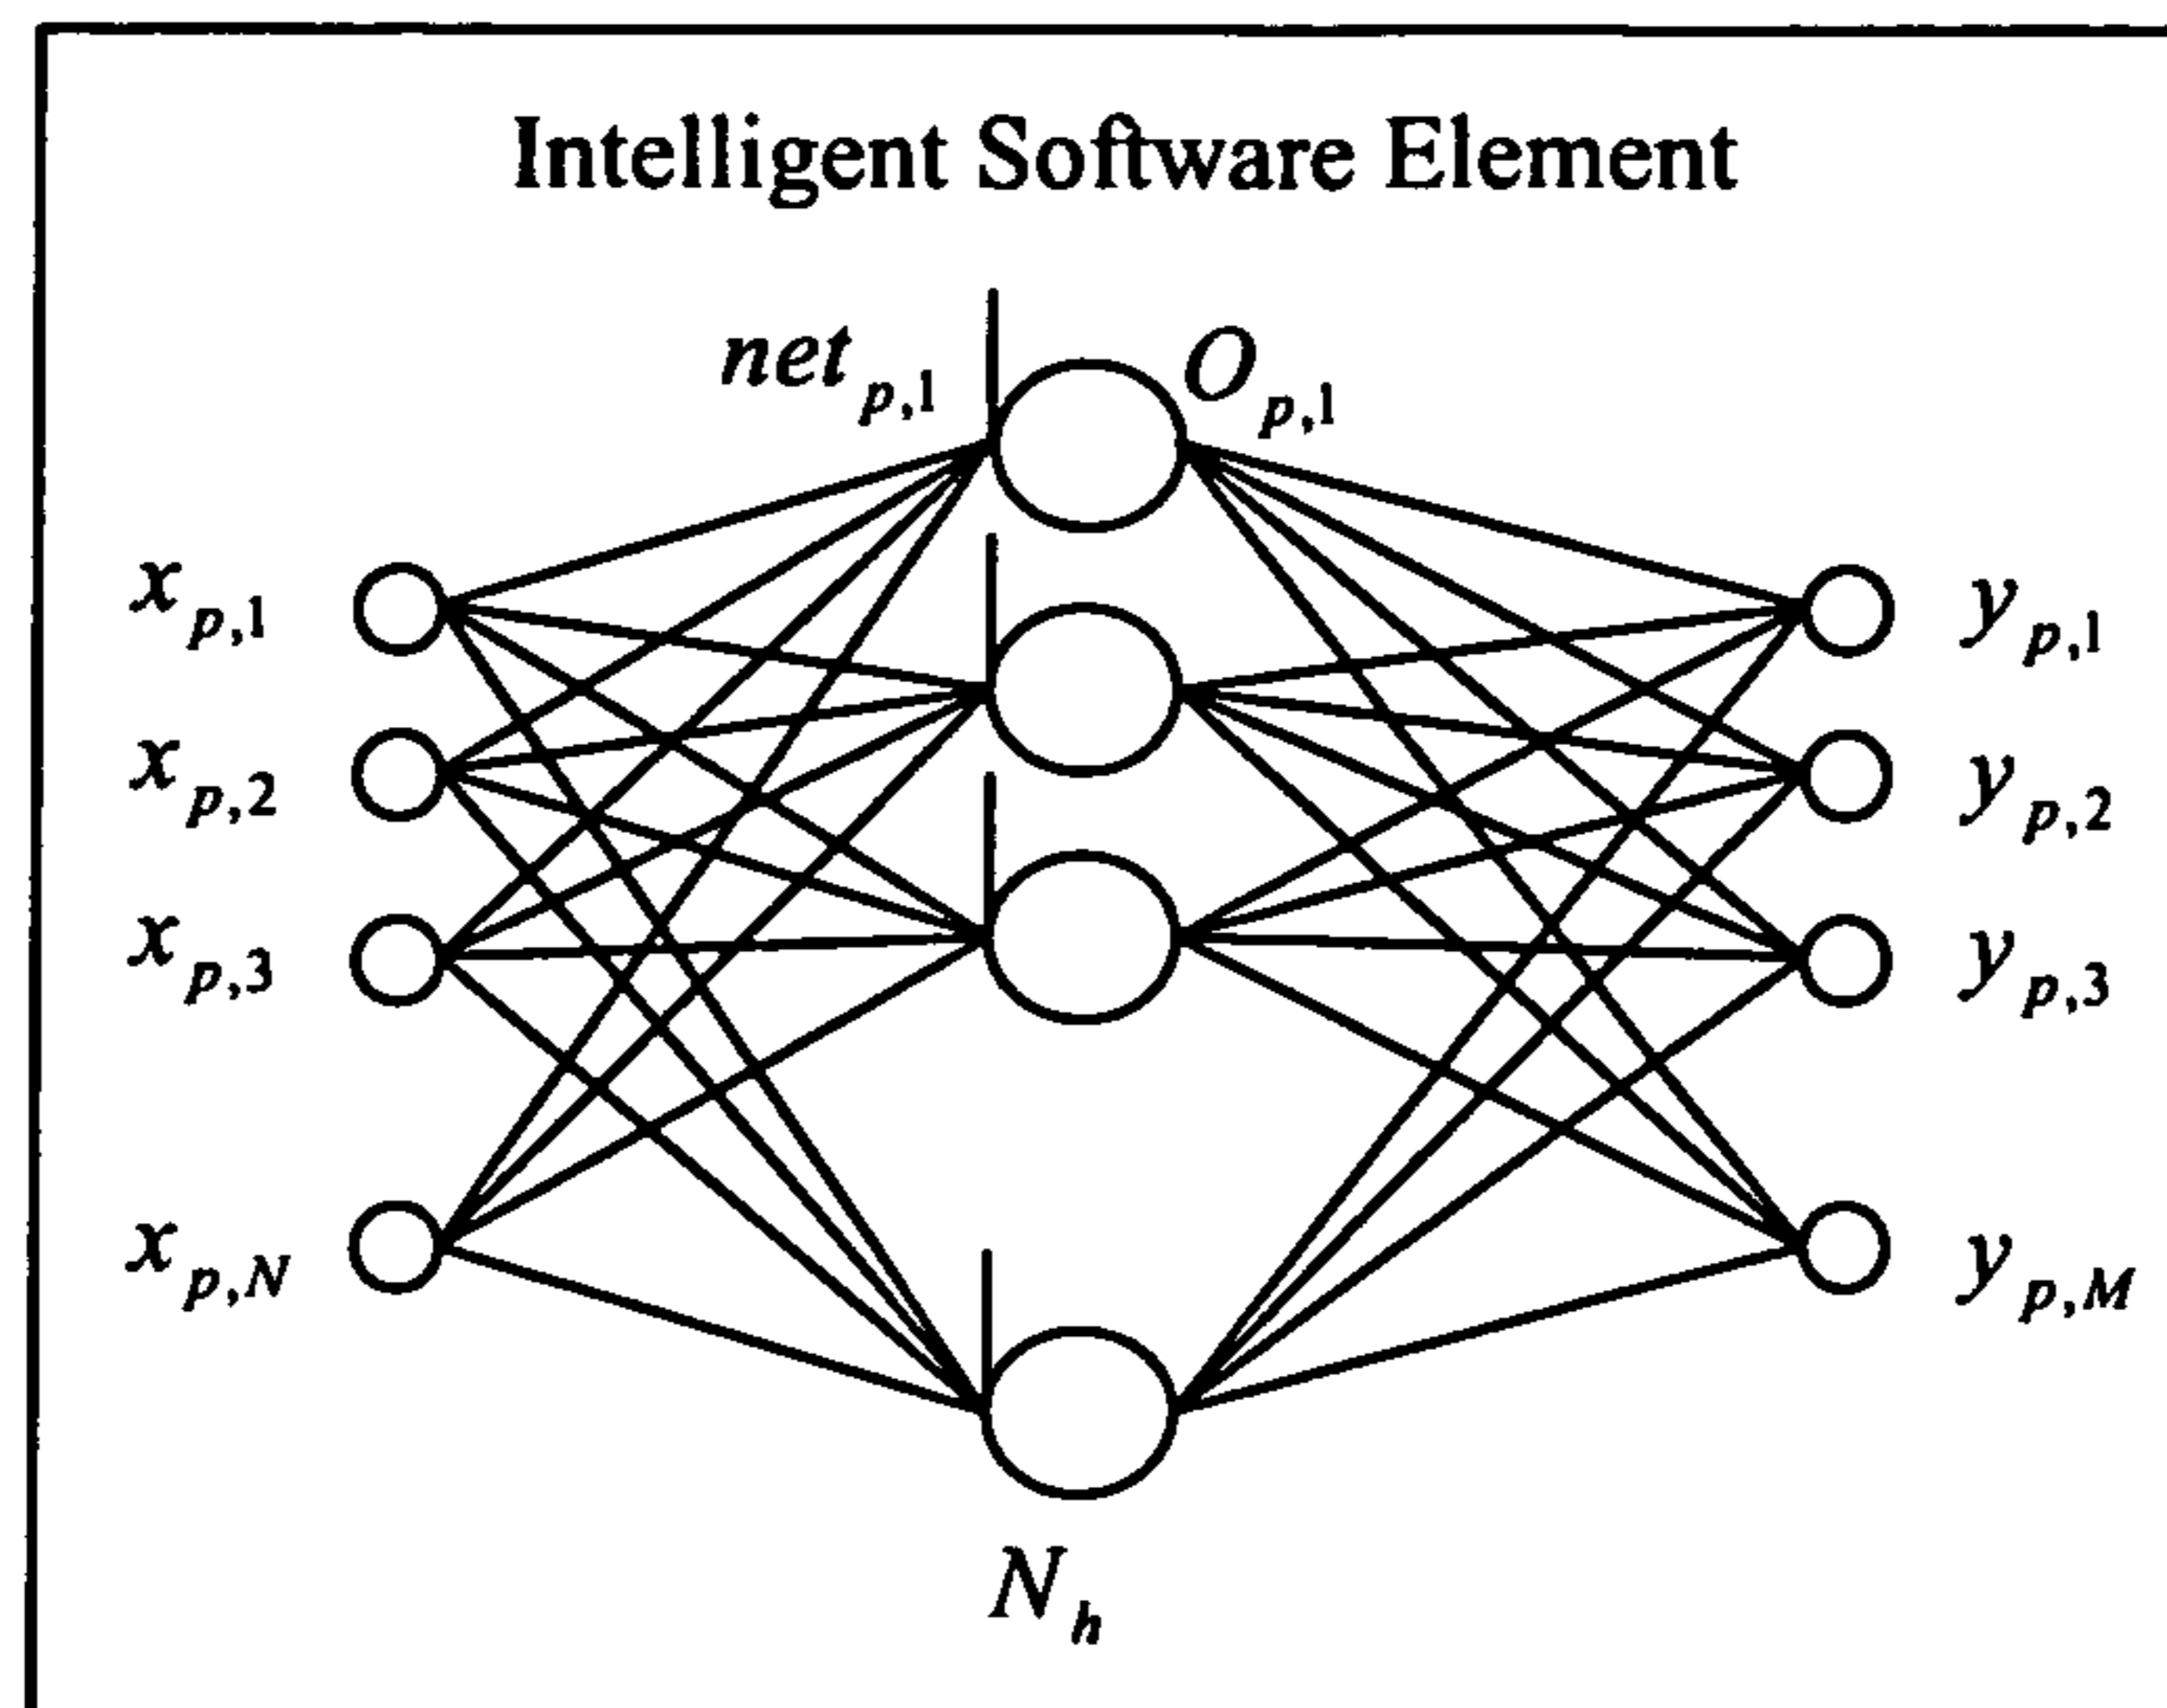 Intelligent Software Element
net p,1 O p,1
x p,1 y p,1
x p,2 y p,2
x p,3 y p,3
x p,N y p,M
N h